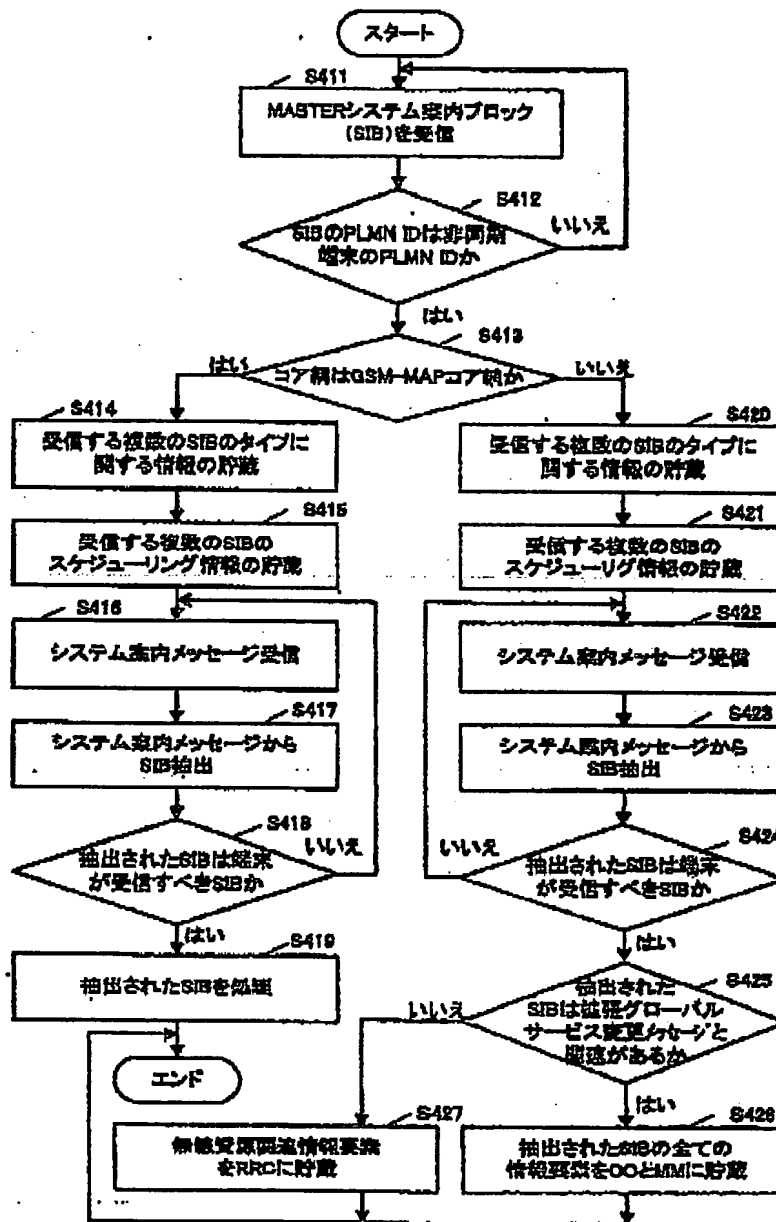 スタート
S411
MASTERシステム案内ブロック
(SIB)を受信
S412
SIBのPLMN IDは非同期
端末のPLMN IDか
いいえ
はい
S413
コア網はGSM-MAPコア網か
はい
いいえ
S414
受信する複数のSIBのタイプに
関する情報の貯蔵
S420
受信する複数のSIBのタイプに
関する情報の貯蔵
S415
受信する複数のSIBの
スケジューリング情報の貯蔵
S421
受信する複数のSIBの
スケジューリグ情報の貯蔵
S416
システム案内メッセージ受信
S422
システム案内メッセージ受信
S417
システム案内メッセージから
SIB抽出
S423
システム案内メッセージから
SIB抽出
S418
抽出されたSIBは端末
が受信すべきSIBか
いいえ
はい
S424
抽出されたSIBは端末
が受信すべきSIBか
いいえ
はい
S419
抽出されたSIBを処理
S425
抽出された
SIBは拡張グローバル
サービス変更メッセージと
関連があるか
いいえ
はい
エンド
S427
無線資源関連情報要素
をRRCに貯蔵
S426
抽出されたSIBの全ての
情報要素をCCとMMに貯蔵